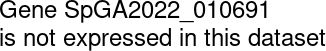 Gene SpGA2022_010691
is not expressed in this dataset